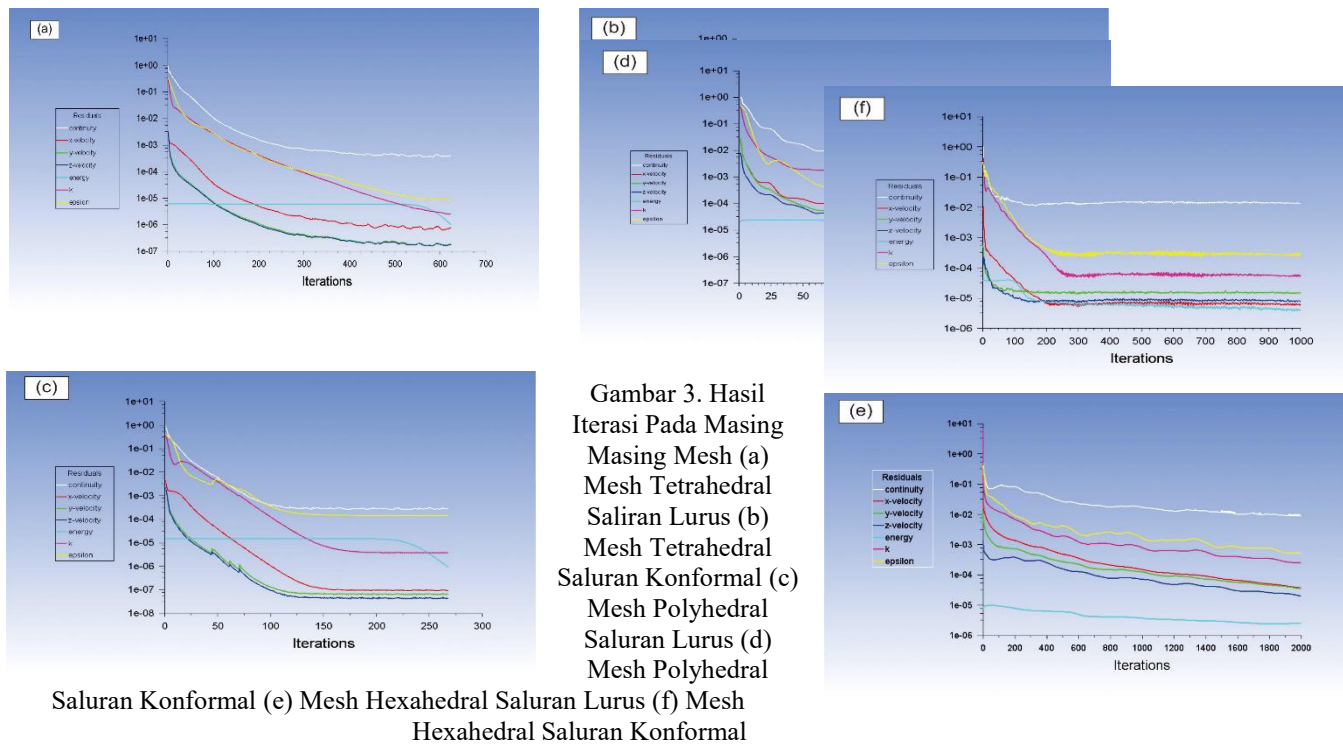 (a)
1e+01
1e+00
1e-01
1e-02
1e-03
1e-04
1e-05
1e-06
1e-07
Residuals
continuity
x-velocity
y-velocity
z-velocity
energy
k
epsilon
0 100 200 300 400 500 600 700
Iterations
(b)
1e+00
(d)
1e+01
1e+00
1e-01
1e-02
1e-03
1e-04
1e-05
1e-06
1e-07
Residuals
continuity
x-velocity
y-velocity
z-velocity
energy
k
epsilon
0 25 50
(f)
1e+01
1e-01
1e-02
1e-03
1e-04
1e-05
1e-06
Residuals
continuity
x-velocity
y-velocity
z-velocity
energy
k
epsilon
0 100 200 300 400 500 600 700 800 900 1000
Iterations
(c)
1e+01
1e+00
1e-01
1e-02
1e-03
1e-04
1e-05
1e-06
1e-07
1e-08
Residuals
continuity
x-velocity
y-velocity
z-velocity
energy
k
epsilon
0 50 100 150 200 250 300
Iterations
(e)
1e+01
1e+00
1e-01
1e-02
1e-03
1e-04
1e-05
1e-06
Residuals
continuity
x-velocity
y-velocity
z-velocity
energy
k
epsilon
0 200 400 600 800 1000 1200 1400 1600 1800 2000
Iterations
Gambar 3. Hasil
Iterasi Pada Masing
Masing Mesh (a)
Mesh Tetrahedral
Saliran Lurus (b)
Mesh Tetrahedral
Saluran Konformal (c)
Mesh Polyhedral
Saluran Lurus (d)
Mesh Polyhedral
Saluran Konformal (e) Mesh Hexahedral Saluran Lurus (f) Mesh
Hexahedral Saluran Konformal